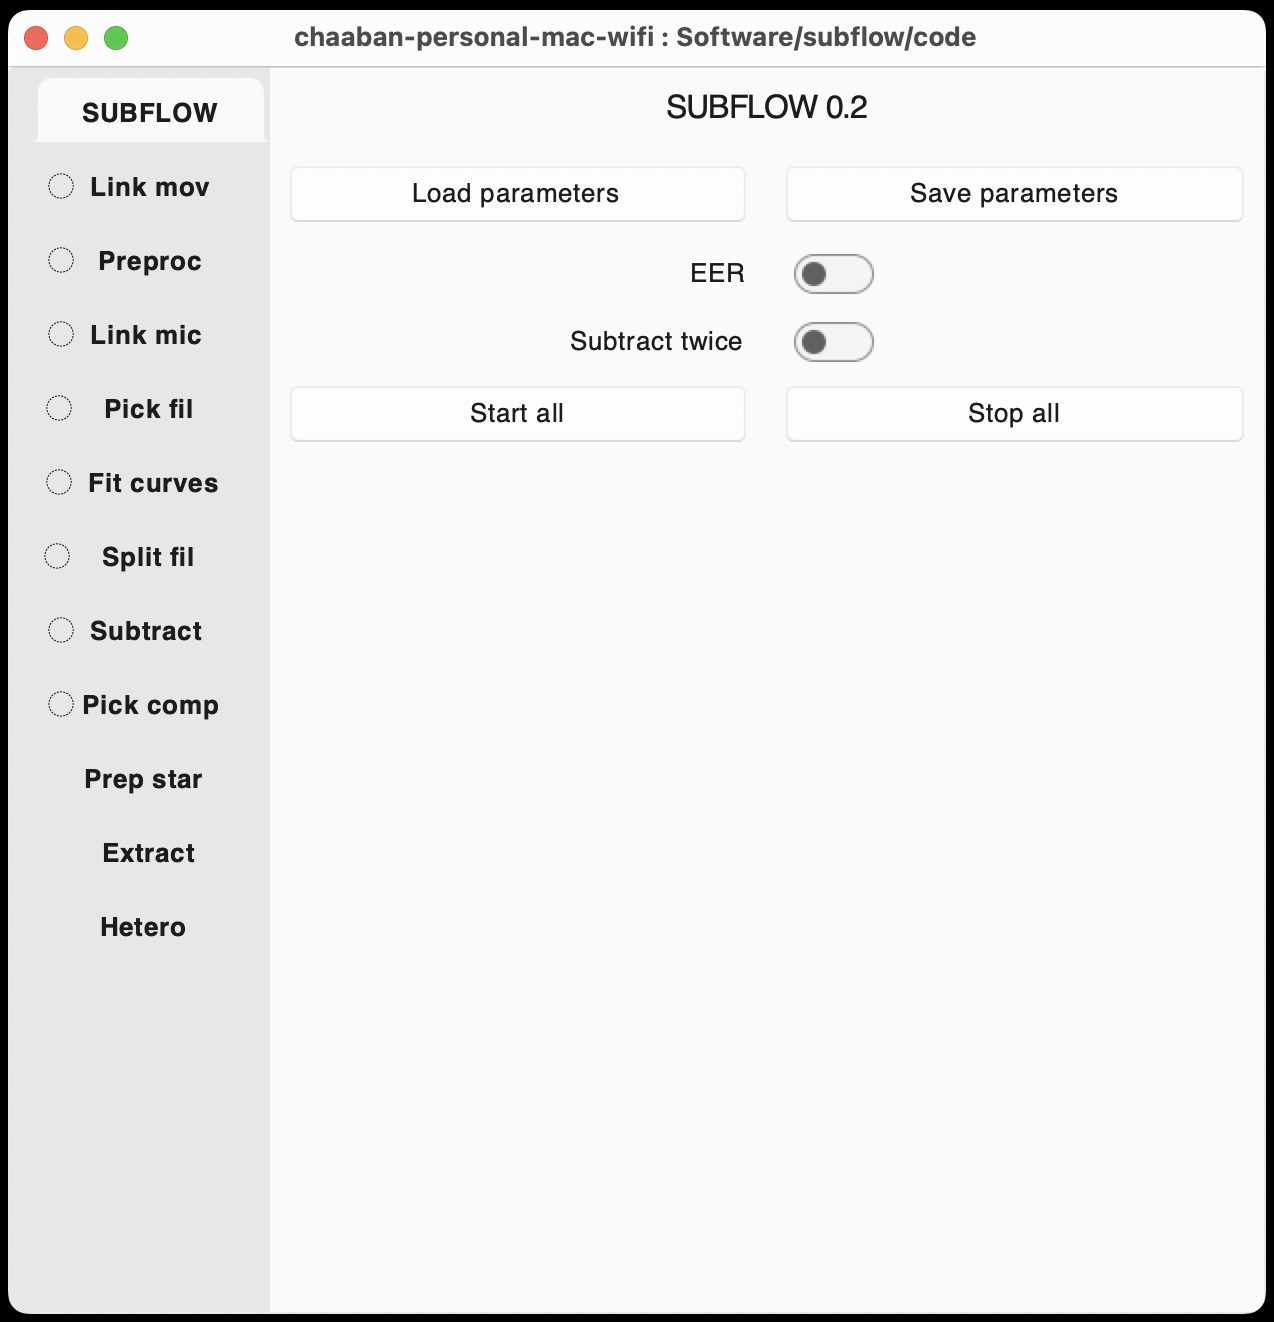 chaaban-personal-mac-wifi : Software/subflow/code
SUBFLOW
Link mov
Preproc
Link mic
Pick fil
Fit curves
Split fil
Subtract
Pick comp
Prep star
Extract
Hetero
SUBFLOW 0.2
Load parameters
Save parameters
EER
Subtract twice
Start all
Stop all